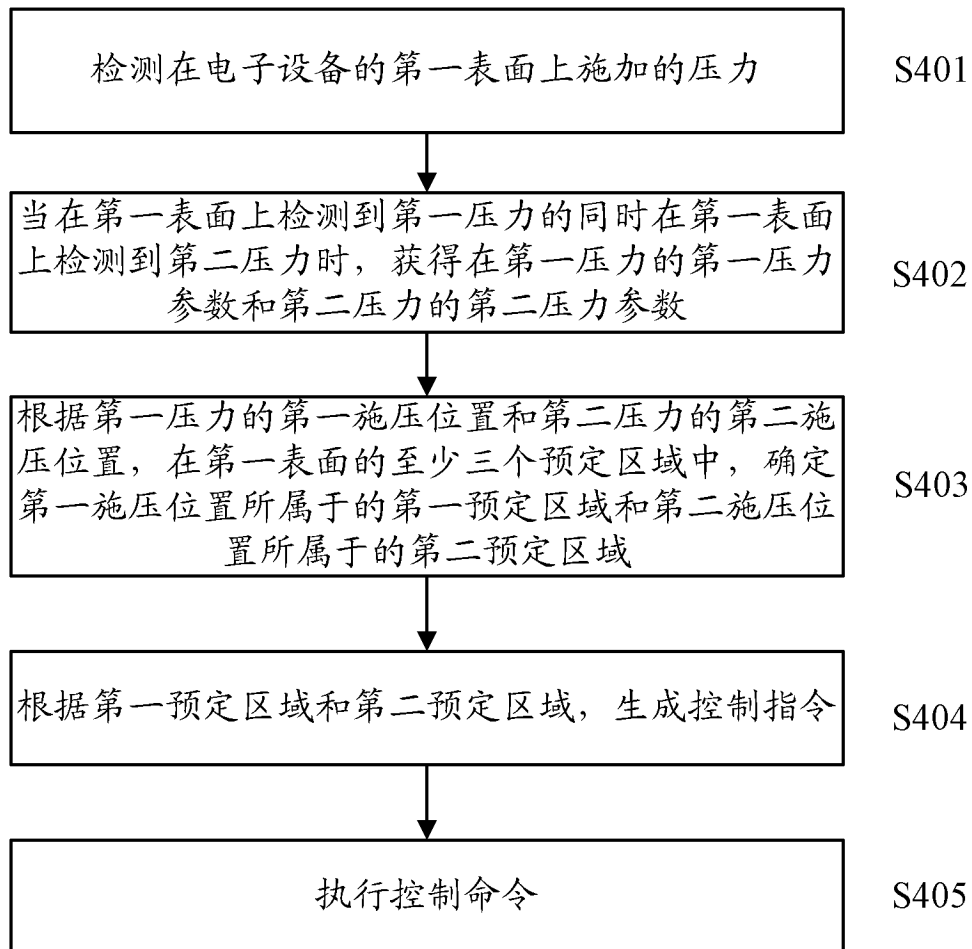 检测在电子设备的第一表面上施加的压力
S401
当在第一表面上检测到第一压力的同时在第一表面
上检测到第二压力时，获得在第一压力的第一压力
参数和第二压力的第二压力参数
S402
根据第一压力的第一施压位置和第二压力的第二施
压位置，在第一表面的至少三个预定区域中，确定
第一施压位置所属于的第一预定区域和第二施压位
置所属于的第二预定区域
S403
根据第一预定区域和第二预定区域，生成控制指令
S404
执行控制命令
S405